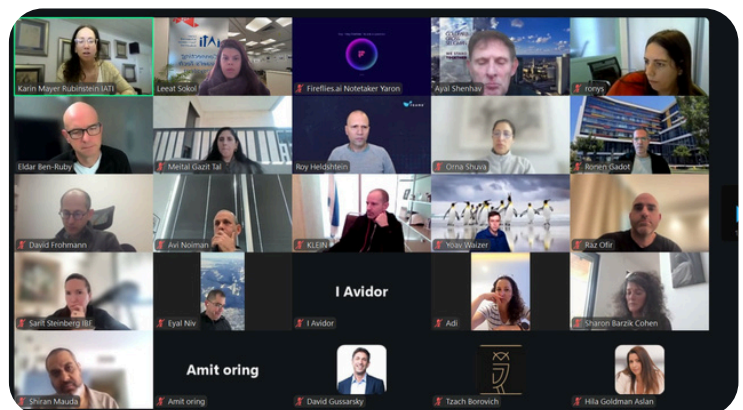 iTAi
Karin Mayer Rubinstein IATI
Leeat Sokol
Fireflies.ai Notetaker Yaron
Ayal Shenhav
ronys
Eldar Ben-Ruby
Meital Gazit Tal
Roy Heldshtein
Orna Shuva
Ronen Gadot
David Frohmann
Avi Noiman
KLEIN
Yoav Waizer
Raz Ofir
Sarit Steinberg IBF
Eyal Niv
I Avidor
I Avidor
Adi
Sharon Barzik Cohen
Shiran Mauda
Amit oring
Amit oring
David Gussarsky
Tzach Borovich
Hila Goldman Aslan